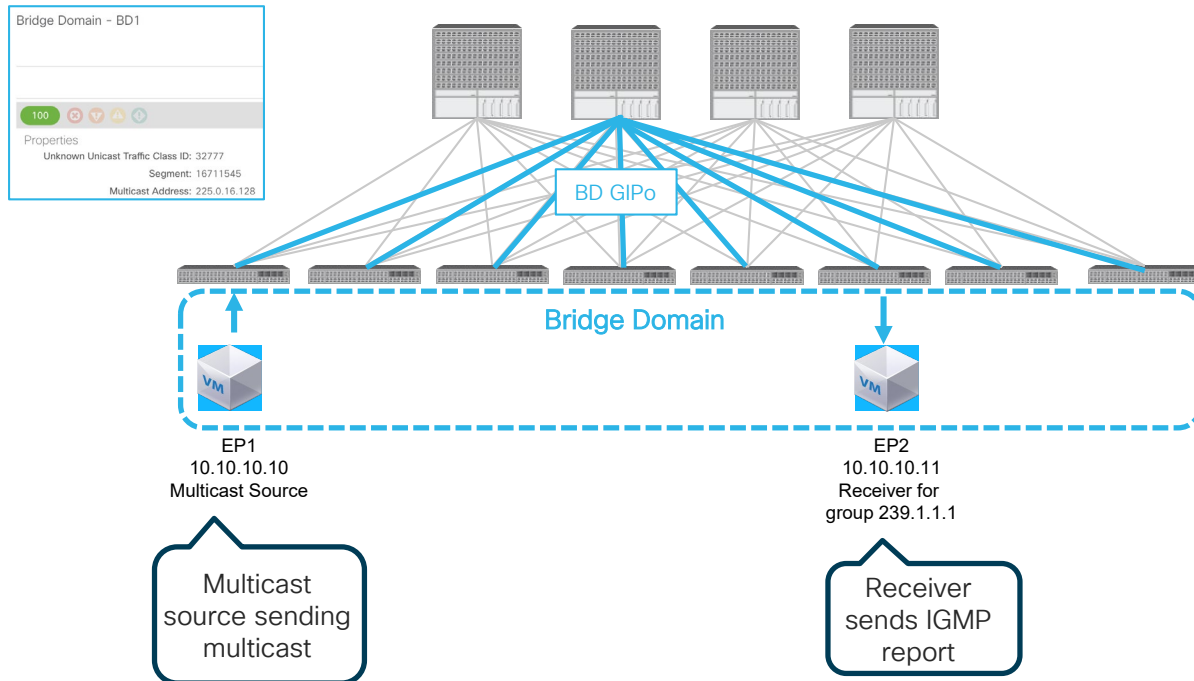 Bridge Domain - BD1
100
Properties
Unknown Unicast Traffic Class ID: 32777
Segment: 16711545
Multicast Address: 225.0.16.128
BD GIPo
Bridge Domain
VM
VM
EP1
10.10.10.10
Multicast Source
EP2
10.10.10.11
Receiver for
group 239.1.1.1
Multicast
source sending
multicast
Receiver
sends IGMP
report